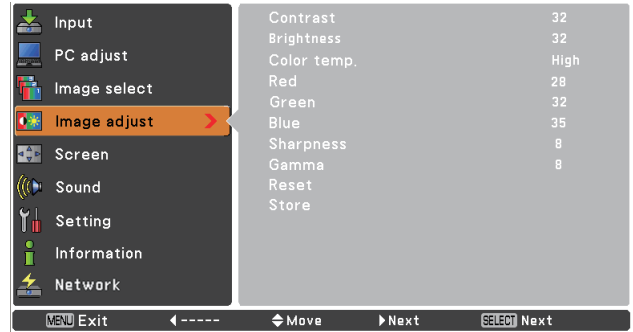 Input
PC adjust
Image select
Image adjust
Screen
Sound
Setting
Information
Network
Contrast 32
Brightness 32
Color temp. High
Red 28
Green 32
Blue 35
Sharpness 8
Gamma 8
Reset
Store
MENU Exit ----- Move Next SELECT Next